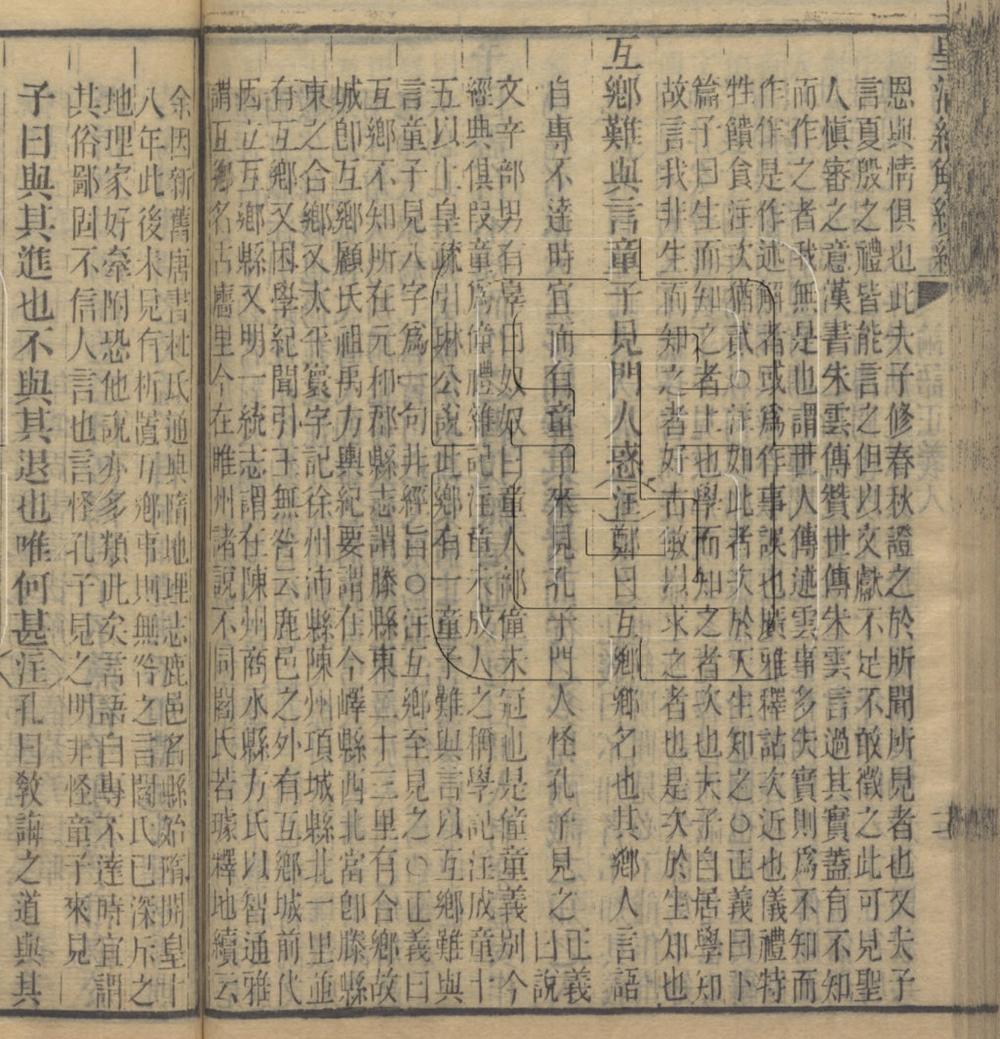 恩與情俱也此夫子修春秋證之於所聞所見者也又夫子
言夏殷之禮皆能言之但以文獻不足不敢徵之此可見聖
人慎審之意漢書朱雲傳贊世傳朱雲言過其實蓋有不知
而作之者我無是也謂世人傳述雲事多失實則爲不知而
作作是作述解者或爲作事誤也廣雅釋詁次近也儀禮特
牲饋食注次猶貳○注如此者次於天生知之○正義曰下
篇子曰生而知之者上也學而知之者次也夫子自居學知
故言我非生而知之者好古敏以求之者也是次於生知也
互鄉難與言童子見門人惑注鄭曰互鄉鄉名也其鄉人言語
自專不達時宜而有童子來見孔子門人怪孔子見之正義曰說
文辛部男有辠曰奴奴曰童人部僮未冠也是僮童義別今
經典俱叚童爲僮禮雜記注童未成人之稱學記注成童十
五以上皇疏引琳公說此鄉有一童子難與言以互鄉難與
言童子見八字爲一句非經旨○注互鄉至見之○正義曰
互鄉不知所在元和郡縣志謂滕縣東二十三里有合鄉故
城卽互鄉顧氏祖禹方輿紀要謂在今嶧縣西北當卽滕縣
東之合鄉又太平寰宇記徐州沛縣陳州項城縣北一里並
有互鄉又困學紀聞引王無咎云鹿邑之外有互鄉城前代
因立互鄉縣又明一統志謂在陳州商水縣方氏以智通雅
謂互鄉名古廥里今在睢州諸說不同閻氏若璩釋地續云
余因新舊唐書杜氏通典隋地理志鹿邑名縣始隋開皇十
八年此後未見有析置互鄉事則無咎之言閻氏已深斥之
地理家好牽附恐他說亦多類此矣言語自專不達時宜謂
其俗鄙固不信人言也言怪孔子見之明非怪童子來見
子曰與其進也不與其退也唯何甚注孔曰敎誨之道與其